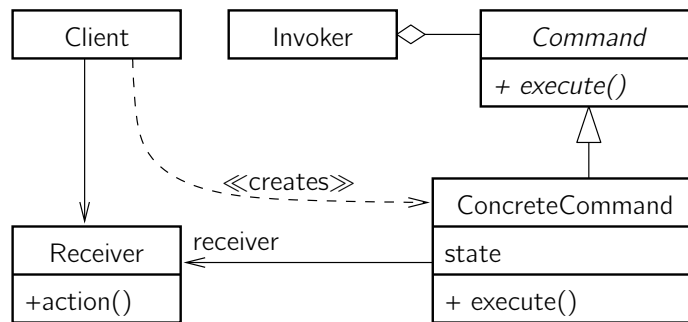 Client
Invoker
Command
+ execute()
≪creates≫
ConcreteCommand
state
+ execute()
receiver
Receiver
+action()